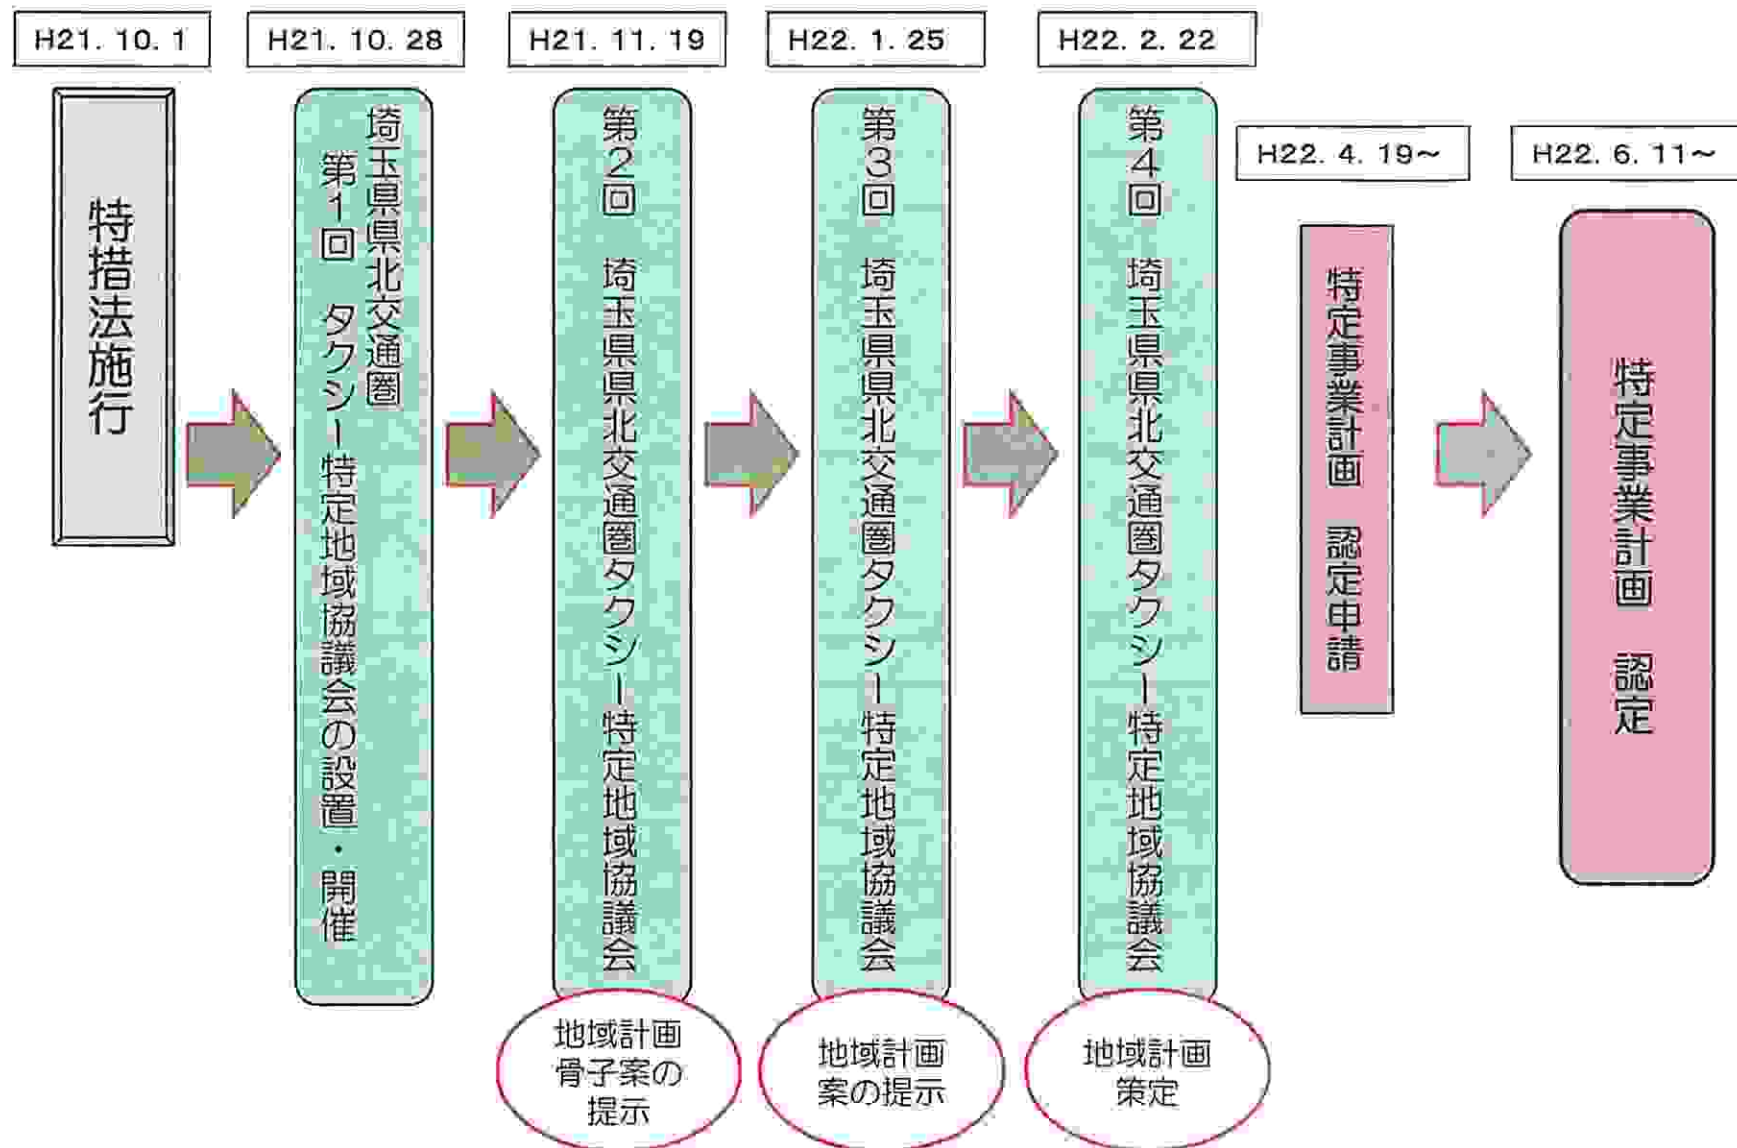 H21. 10. 1
特措法施行
H21. 10. 28
埼玉県県北交通圏
第1回　タクシー特定地域協議会の設置・開催
H21. 11. 19
第2回　埼玉県県北交通圏タクシー特定地域協議会
地域計画
骨子案の
提示
H22. 1. 25
第3回　埼玉県県北交通圏タクシー特定地域協議会
地域計画
案の提示
H22. 2. 22
第4回　埼玉県県北交通圏タクシー特定地域協議会
地域計画
策定
H22. 4. 19～
特定事業計画　認定申請
H22. 6. 11～
特定事業計画　認定